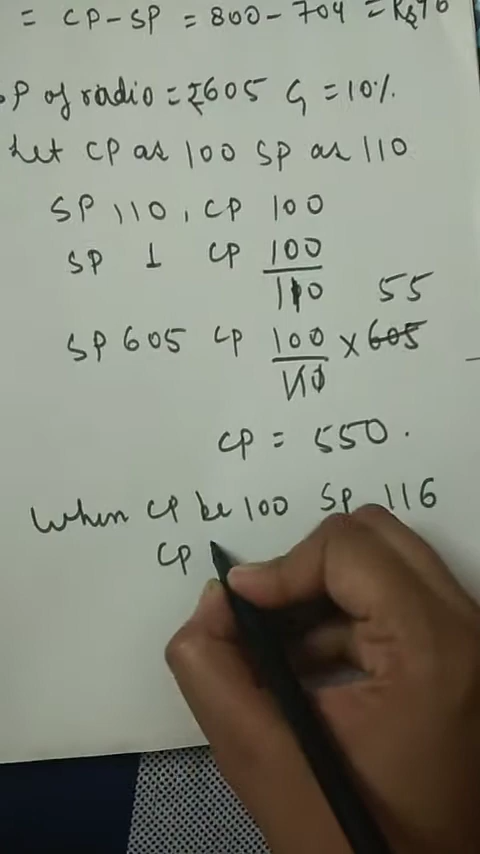 = CP-SP = 800-704 = Rs96
SP of radio = ₹605 G = 10%.
Let CP as 100 SP as 110
SP 110, CP 100
SP 1 CP 100
110 55
SP 605 CP 100 × 605
110
CP = 550.
When CP be 100 SP 116
CP